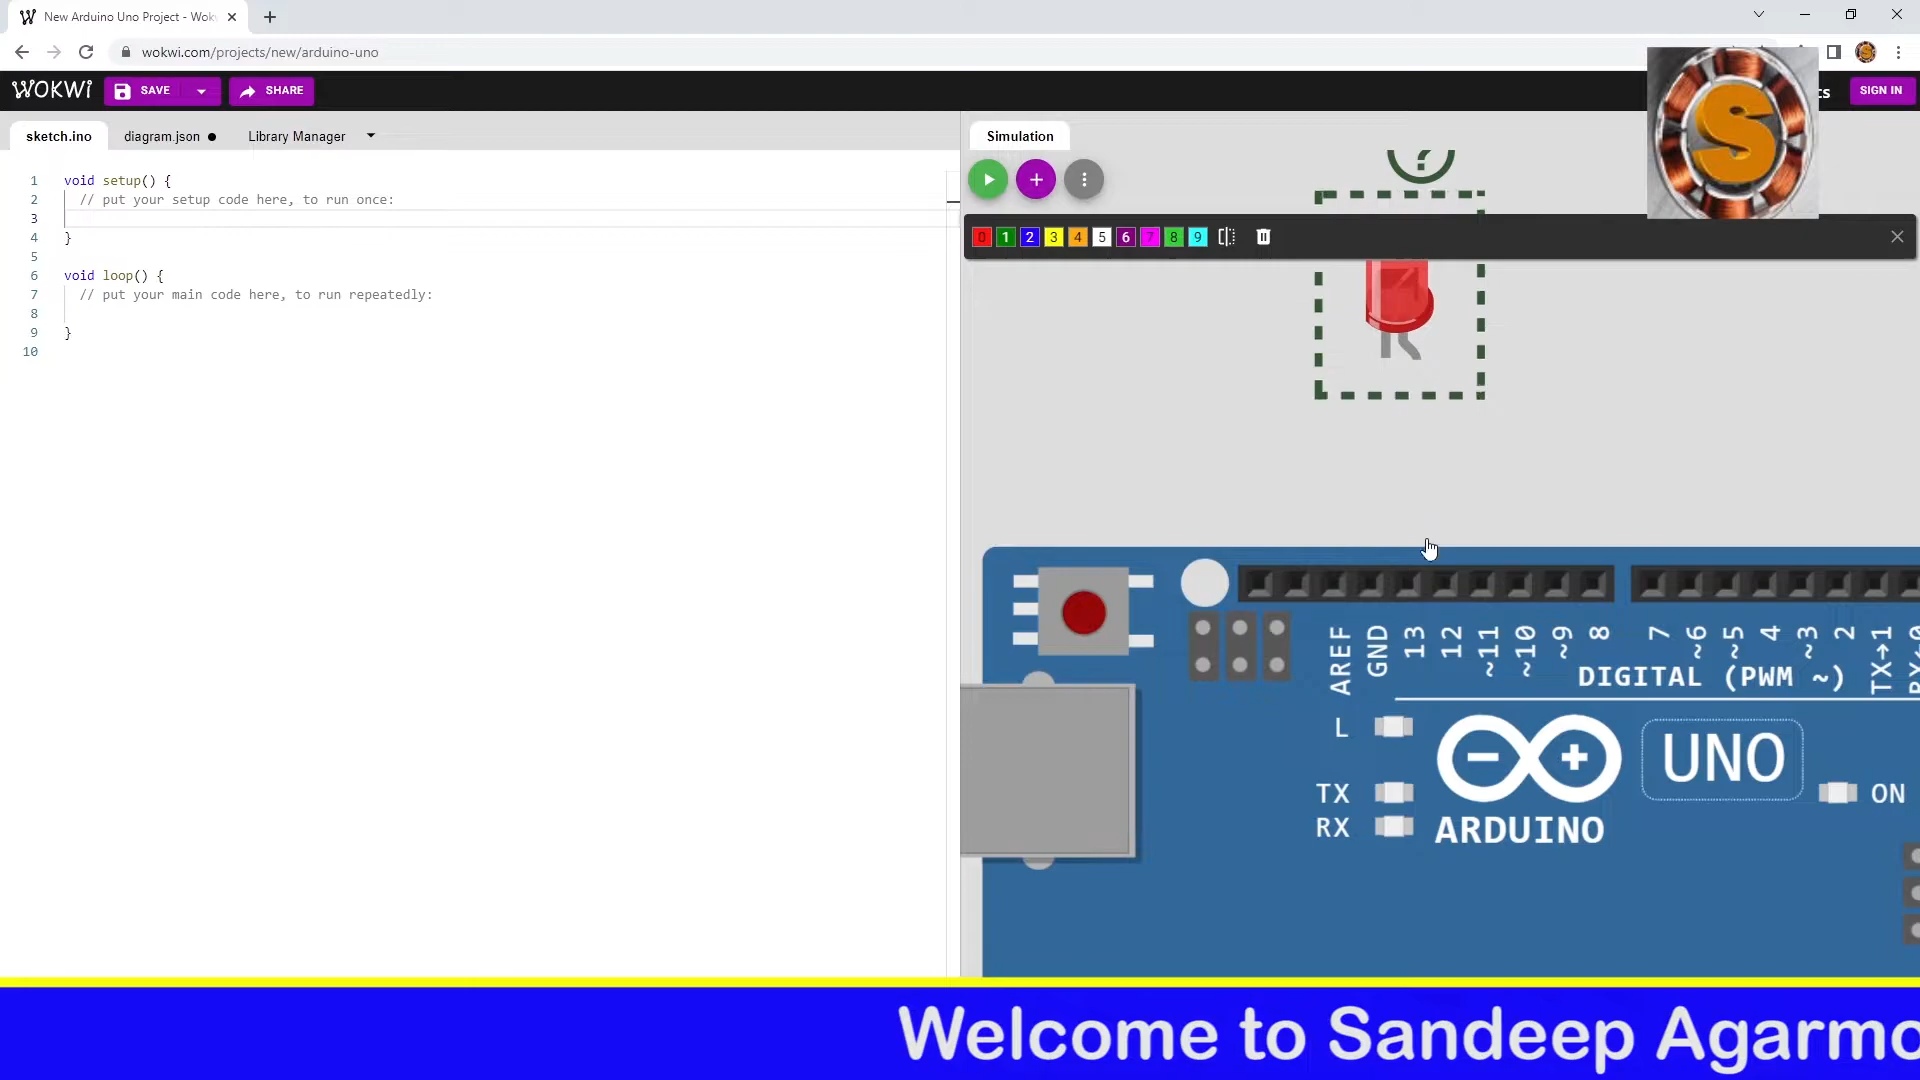 New Arduino Uno Project - Wok
wokwi.com/projects/new/arduino-uno
WOKWI
SAVE
SHARE
SIGN IN
S
sketch.ino
diagram.json
Library Manager
Simulation
1 void setup() {
2 // put your setup code here, to run once:
3
4 }
5
6 void loop() {
7 // put your main code here, to run repeatedly:
8
9 }
10
?
0 1 2 3 4 5 6 7 8 9
AREF GND 13 12 ~11 ~10 ~9 8 7 ~6 ~5 4 ~3 2 TX→1
DIGITAL (PWM ~)
L
TX
RX
UNO
ON
ARDUINO
Welcome to Sandeep Agarmo